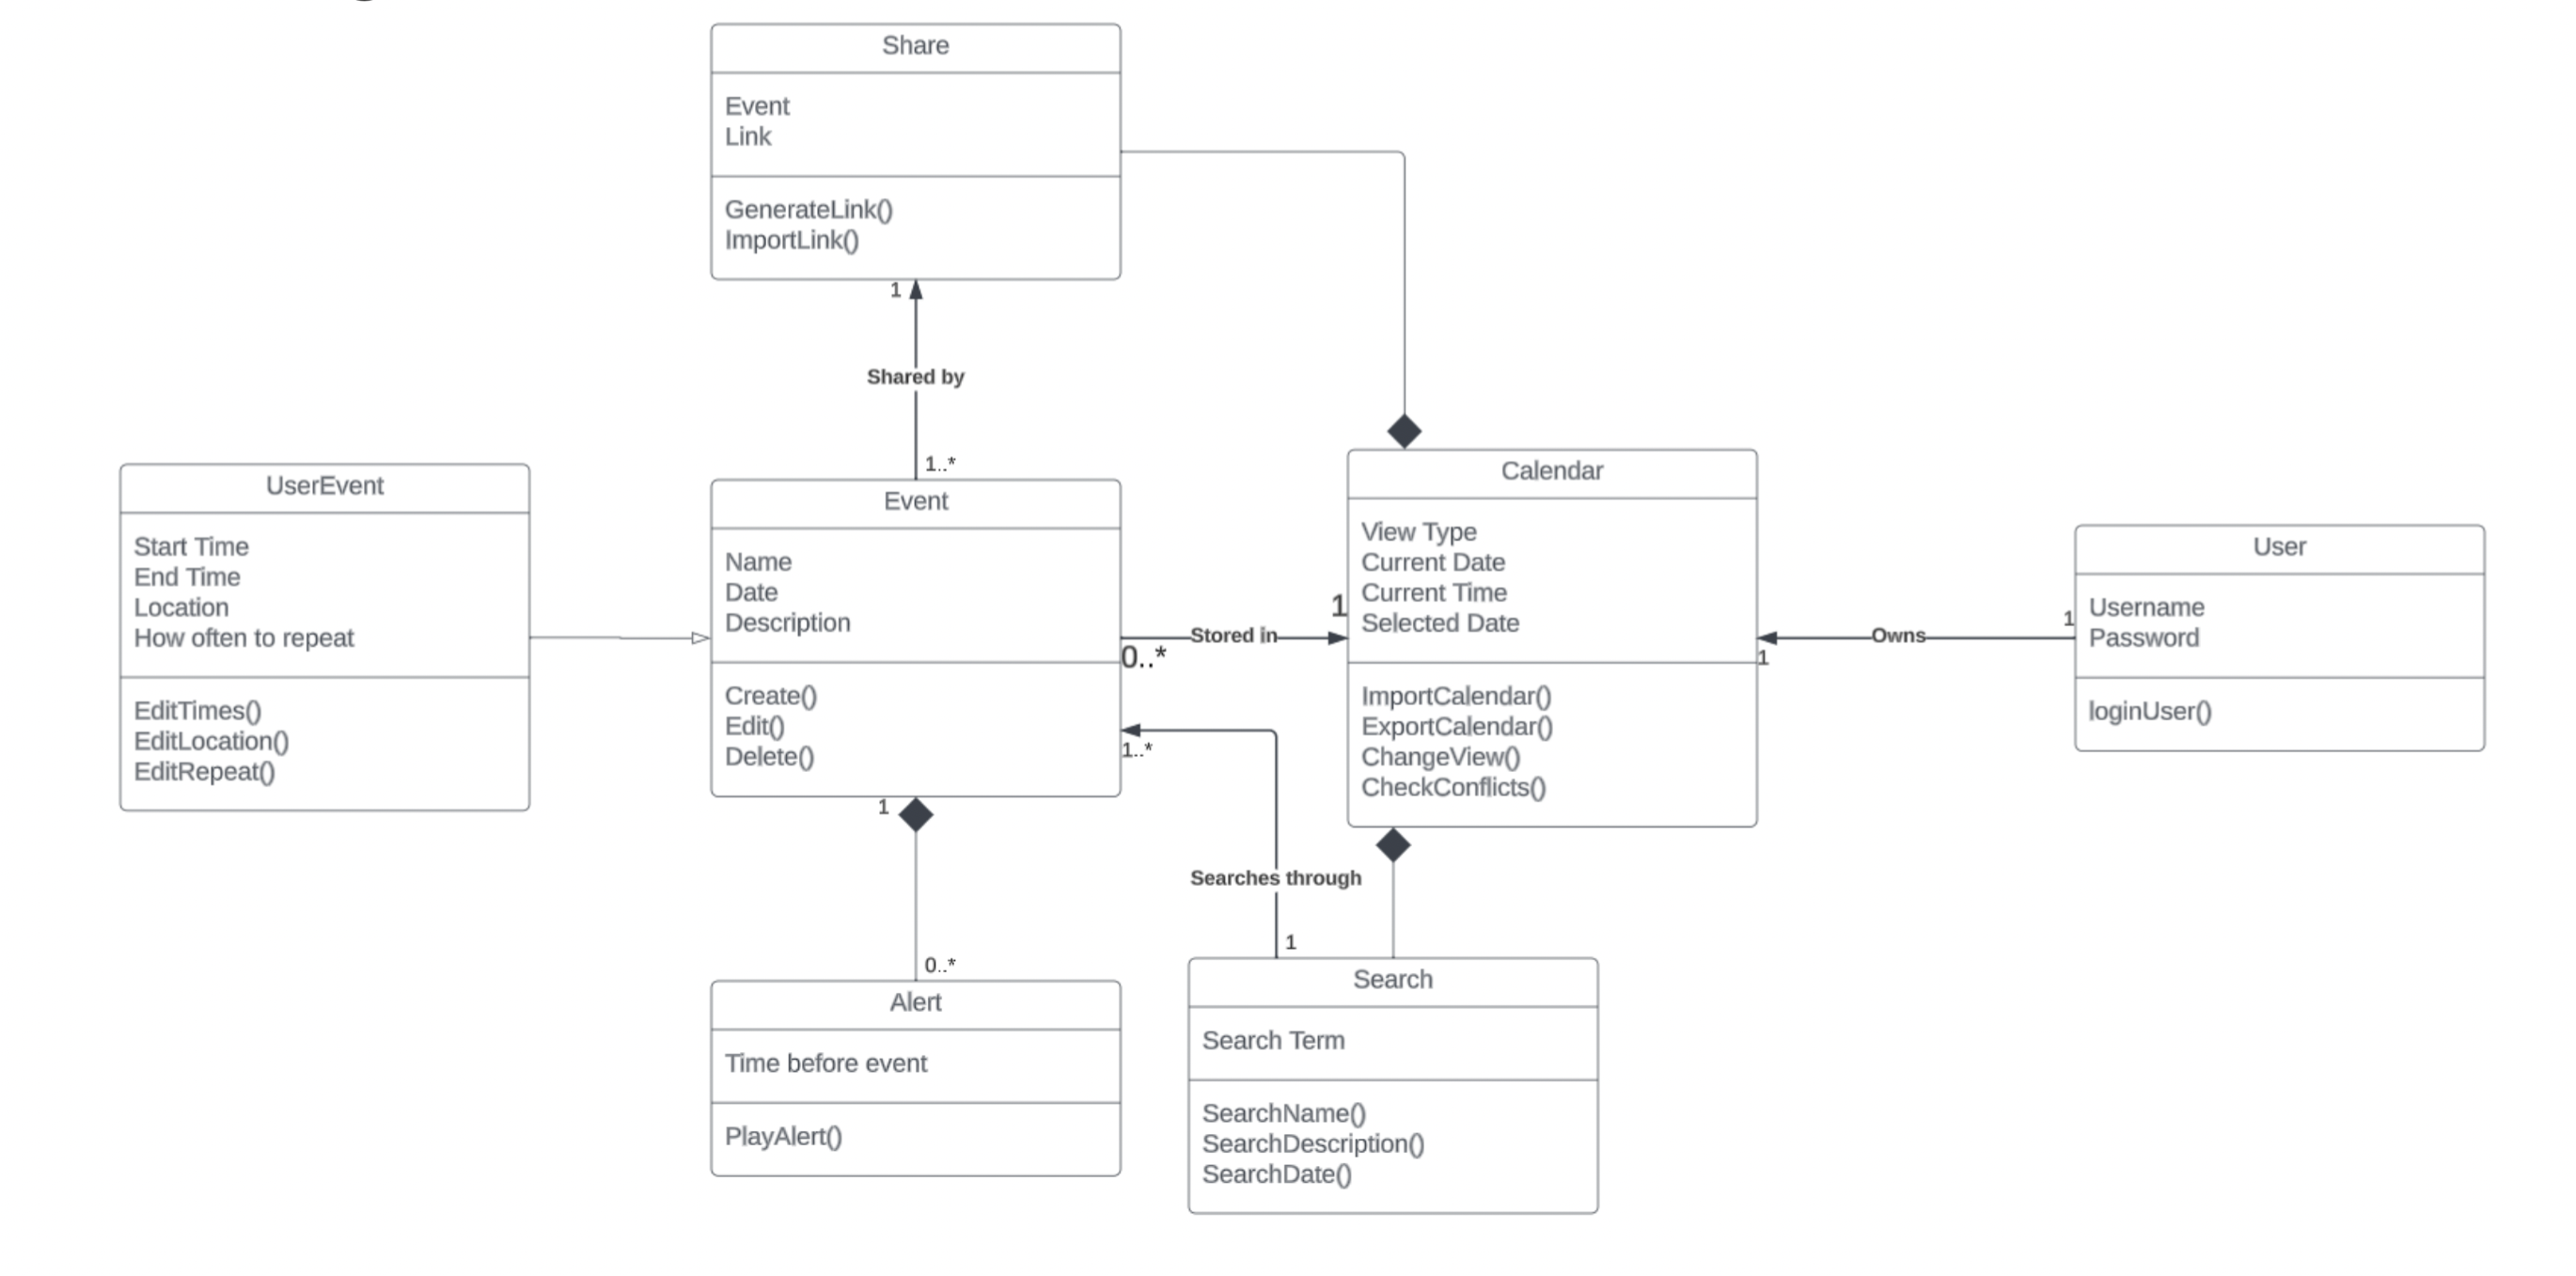 Share
Event
Link
GenerateLink()
ImportLink()
1
Shared by
1..*
UserEvent
Start Time
End Time
Location
How often to repeat
EditTimes()
EditLocation()
EditRepeat()
Event
Name
Date
Description
Create()
Edit()
Delete()
1
Stored in
0..*
1..*
Calendar
View Type
Current Date
Current Time
Selected Date
ImportCalendar()
ExportCalendar()
ChangeView()
CheckConflicts()
1
Owns
1
User
Username
Password
loginUser()
1
0..*
Alert
Time before event
PlayAlert()
Searches through
1
Search
Search Term
SearchName()
SearchDescription()
SearchDate()